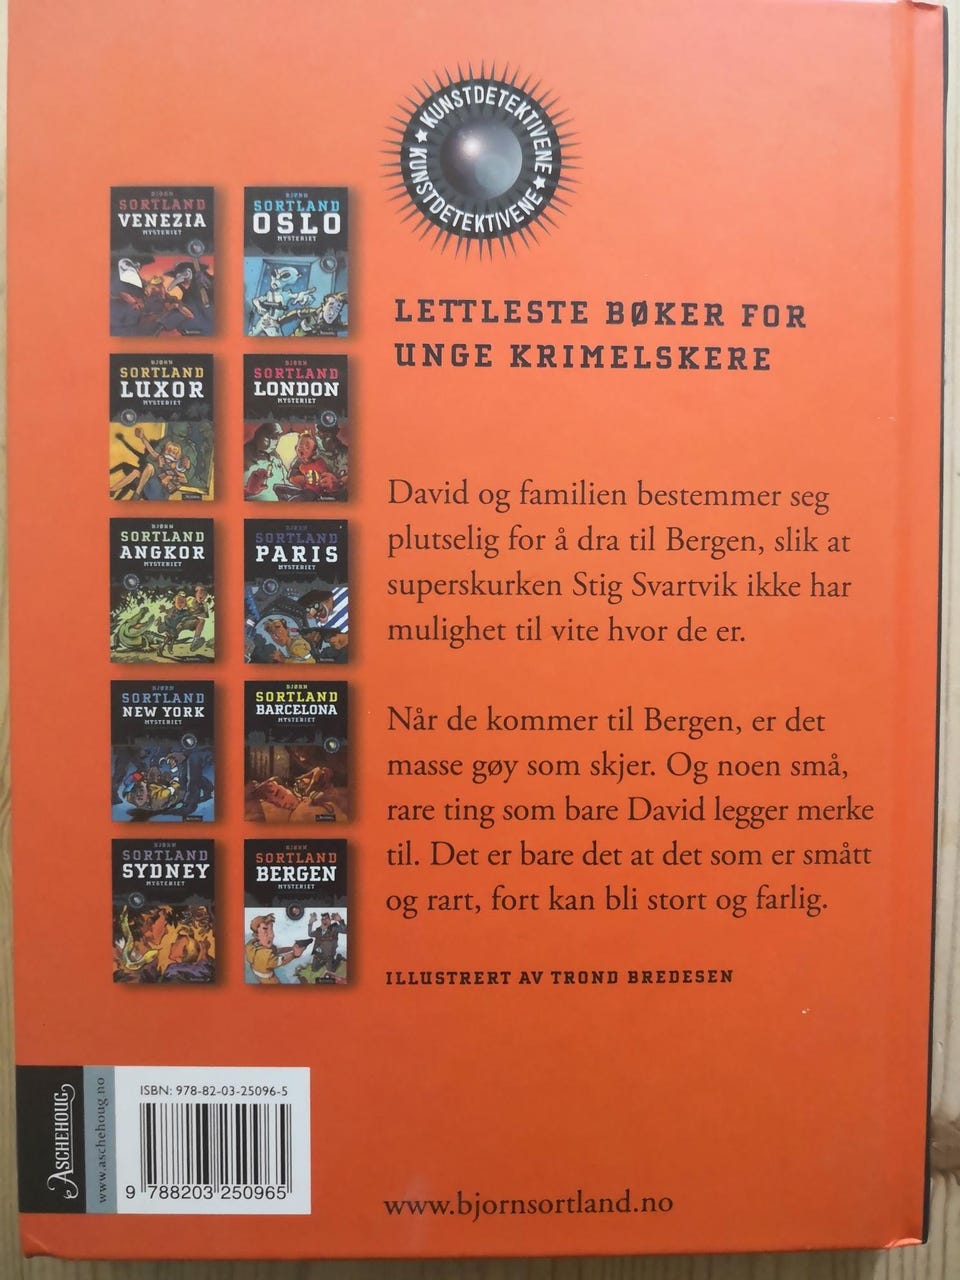 KUNSTDETEKTIVENE
KUNSTDETEKTIVENE
BJØRN
SORTLAND
VENEZIA
MYSTERIET
BJØRN
SORTLAND
OSLO
MYSTERIET
BJØRN
SORTLAND
LUXOR
MYSTERIET
BJØRN
SORTLAND
LONDON
MYSTERIET
BJØRN
SORTLAND
ANGKOR
MYSTERIET
BJØRN
SORTLAND
PARIS
MYSTERIET
BJØRN
SORTLAND
NEW YORK
MYSTERIET
BJØRN
SORTLAND
BARCELONA
MYSTERIET
BJØRN
SORTLAND
SYDNEY
MYSTERIET
BJØRN
SORTLAND
BERGEN
MYSTERIET
LETTLESTE BØKER FOR
UNGE KRIMELSKERE
David og familien bestemmer seg
plutselig for å dra til Bergen, slik at
superskurken Stig Svartvik ikke har
mulighet til vite hvor de er.
Når de kommer til Bergen, er det
masse gøy som skjer. Og noen små,
rare ting som bare David legger merke
til. Det er bare det at det som er smått
og rart, fort kan bli stort og farlig.
ILLUSTRERT AV TROND BREDESEN
ASCHEHOUG
www.aschehoug.no
ISBN: 978-82-03-25096-5
9 788203 250965
www.bjornsortland.no